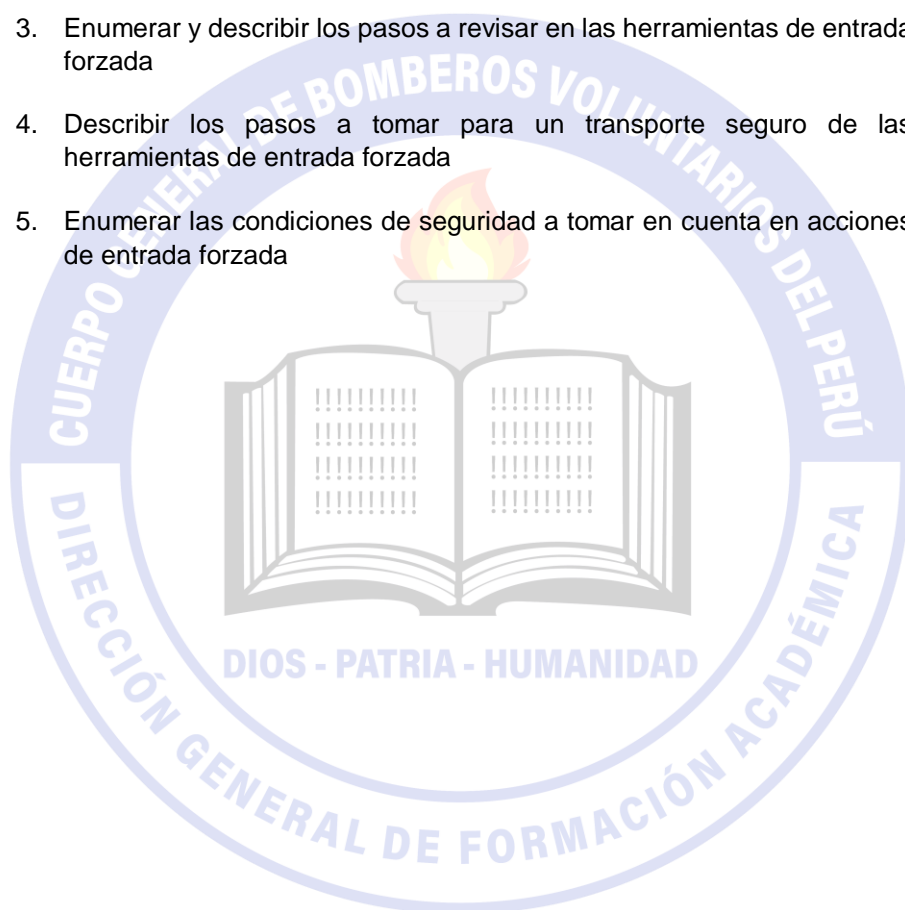 3. Enumerar y describir los pasos a revisar en las herramientas de entrada
forzada
4. Describir los pasos a tomar para un transporte seguro de las
herramientas de entrada forzada
5. Enumerar las condiciones de seguridad a tomar en cuenta en acciones
de entrada forzada
CUERPO GENERAL DE BOMBEROS VOLUNTARIOS DEL PERÚ
!!!!!!!!!! !!!!!!!!!!
!!!!!!!!!! !!!!!!!!!!
!!!!!!!!!! !!!!!!!!!!
!!!!!!!!!! !!!!!!!!!!
DIOS - PATRIA - HUMANIDAD
DIRECCIÓN GENERAL DE FORMACIÓN ACADÉMICA